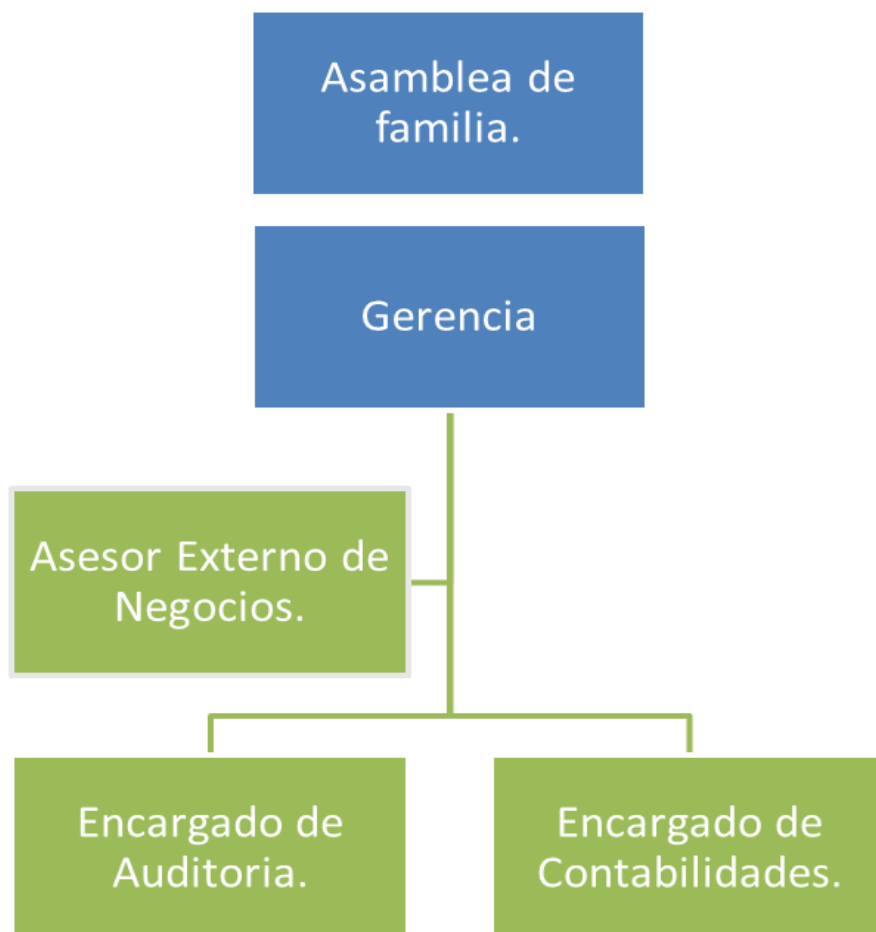 Asamblea de
familia.
Gerencia
Asesor Externo de
Negocios.
Encargado de
Auditoria.
Encargado de
Contabilidades.